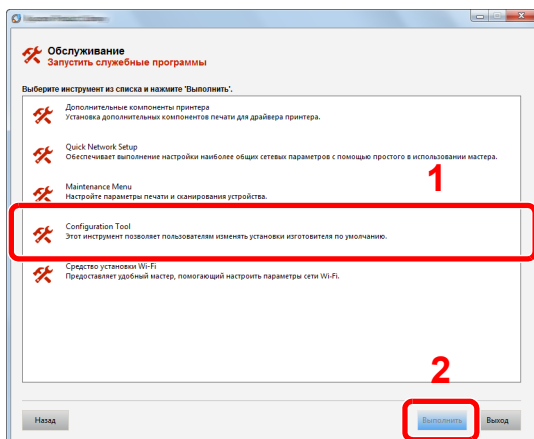 Обслуживание
Запустить служебные программы
Выберите инструмент из списка и нажмите 'Выполнить'.
Дополнительные компоненты принтера
Установка дополнительных компонентов печати для драйвера принтера.
Quick Network Setup
Обеспечивает выполнение настройки наиболее общих сетевых параметров с помощью простого в использовании мастера.
1
Maintenance Menu
Настройте параметры печати и сканирования устройства.
Configuration Tool
Этот инструмент позволяет пользователям изменять установки изготовителя по умолчанию.
Средство установки Wi-Fi
Предоставляет удобный мастер, помогающий настроить параметры сети Wi-Fi.
2
Назад
Выполнить
Выход